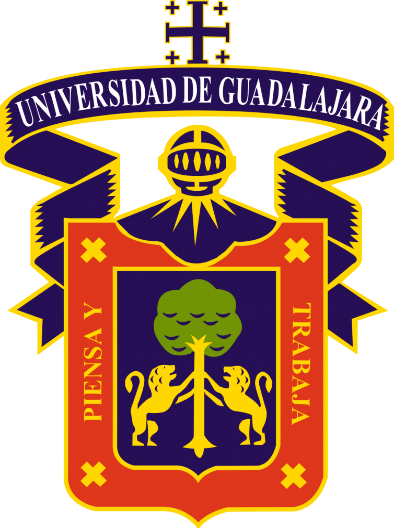 UNIVERSIDAD DE GUADALAJARA
PIENSA Y
TRABAJA